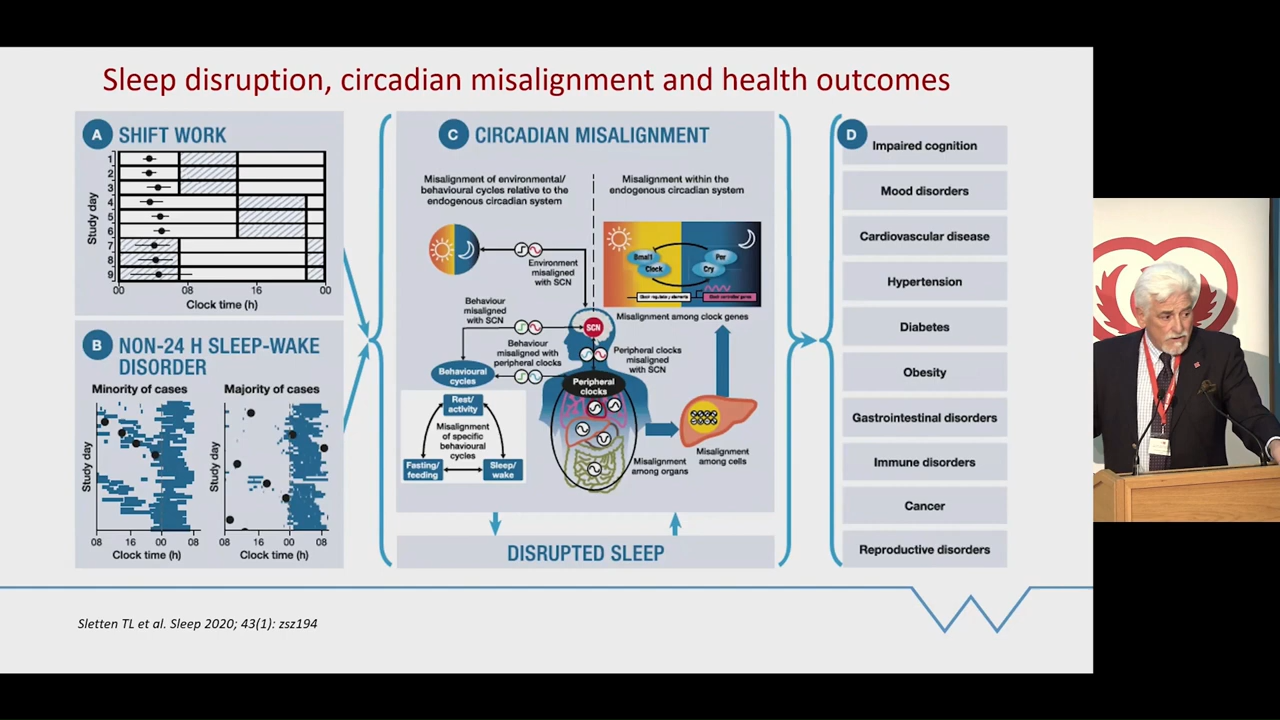 Sleep disruption, circadian misalignment and health outcomes
A SHIFT WORK
Study day
1
2
3
4
5
6
7
8
9
00 08 16 00
Clock time (h)
B NON-24 H SLEEP-WAKE
DISORDER
Minority of cases Majority of cases
Study day
Study day
08 16 00 08
08 16 00 08
Clock time (h) Clock time (h)
C CIRCADIAN MISALIGNMENT
Misalignment of environmental/
behavioural cycles relative to the
endogenous circadian system
Misalignment within the
endogenous circadian system
Environment
misaligned
with SCN
Bmal1
Clock
Per
Cry
Misalignment among clock genes
Behaviour
misaligned
with SCN
SCN
Behaviour
misaligned with
peripheral clocks
Peripheral clocks
misaligned
with SCN
Behavioural
cycles
Peripheral
clocks
Rest/
activity
Misalignment
of specific
behavioural
cycles
Fasting/
feeding
Sleep/
wake
Misalignment
among organs
Misalignment
among cells
DISRUPTED SLEEP
D
Impaired cognition
Mood disorders
Cardiovascular disease
Hypertension
Diabetes
Obesity
Gastrointestinal disorders
Immune disorders
Cancer
Reproductive disorders
Sletten TL et al. Sleep 2020; 43(1): zsz194